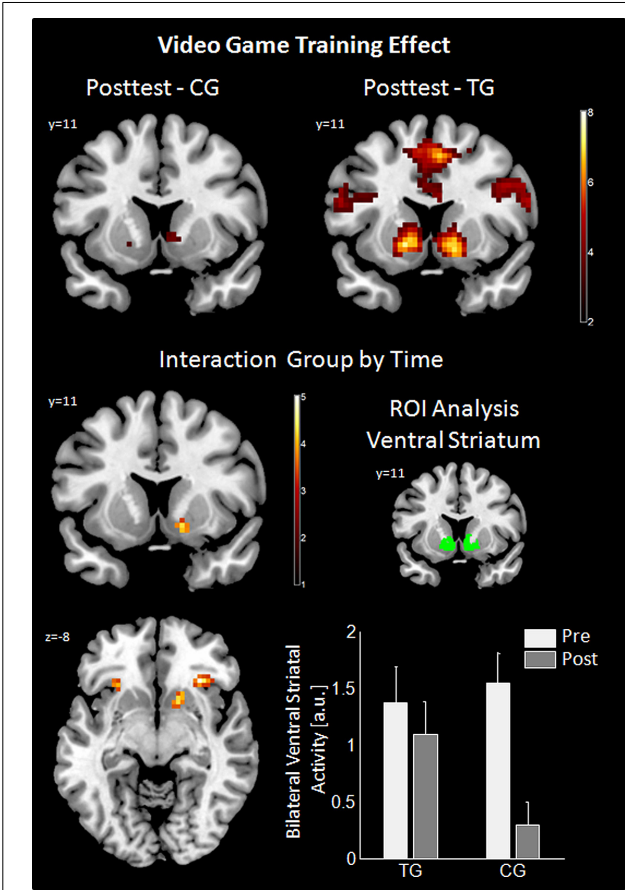 Video Game Training Effect
Posttest - CG
Posttest - TG
y=11
y=11
8
6
4
2
Interaction Group by Time
y=11
5
4
3
2
1
ROI Analysis
Ventral Striatum
y=11
z=-8
Bilateral Ventral Striatal
Activity [a.u.]
2
1.5
1
0.5
0
Pre
Post
TG
CG